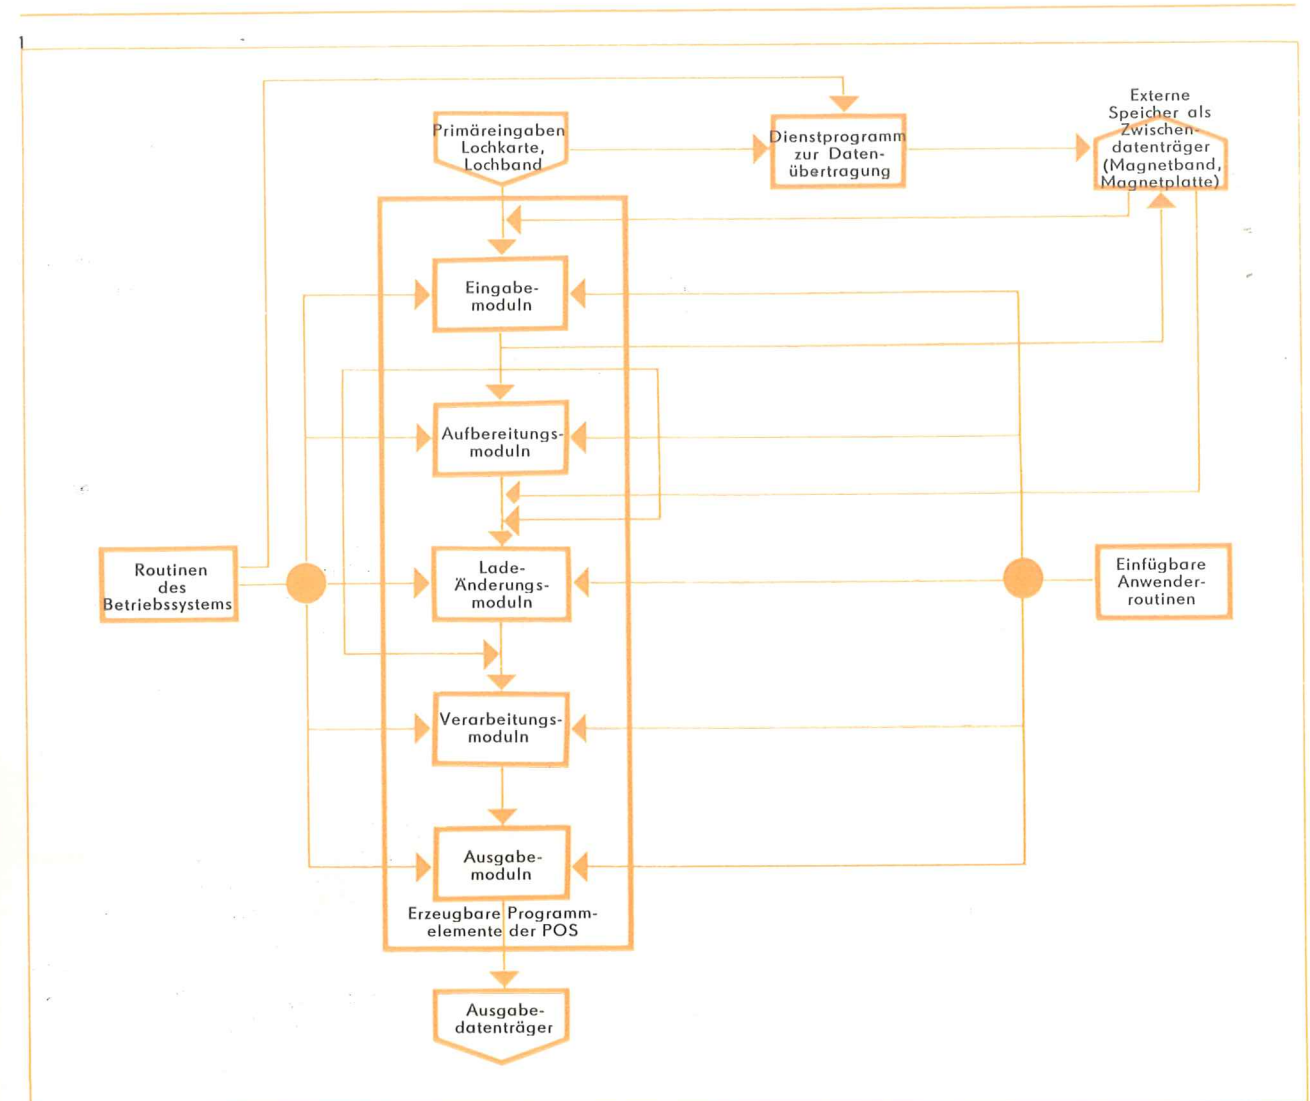 1
Externe
Speicher als
Zwischen-
datenträger
(Magnetband,
Magnetplatte)
Primäreingaben
Lochkarte,
Lochband
Dienstprogramm
zur Daten-
übertragung
Eingabe-
moduln
Aufbereitungs-
moduln
Routinen
des
Betriebssystems
Lade-
Änderungs-
moduln
Einfügbare
Anwender-
routinen
Verarbeitungs-
moduln
Ausgabe-
moduln
Erzeugbare Programm-
elemente der POS
Ausgabe-
datenträger